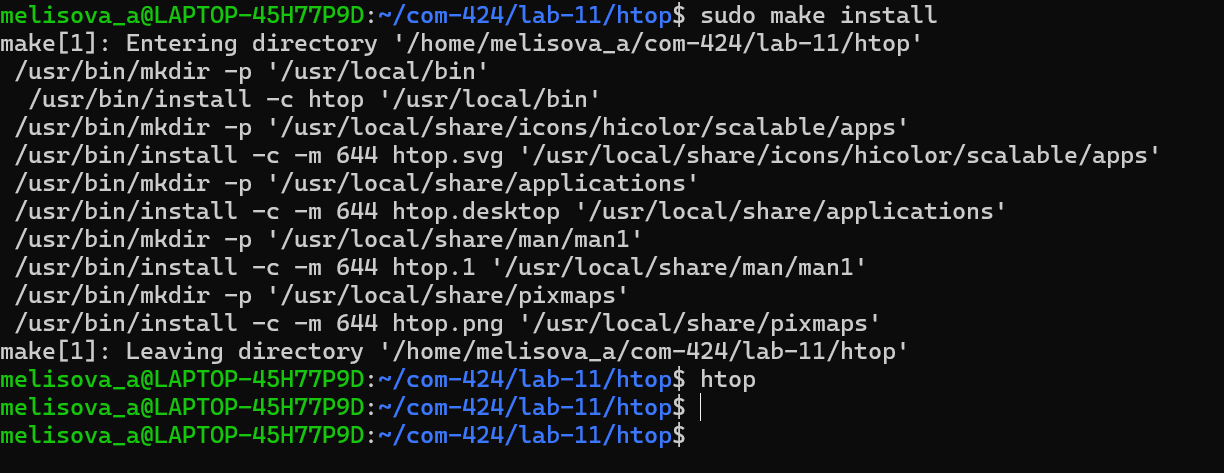 melisova_a@LAPTOP-45H77P9D:~/com-424/lab-11/htop$ sudo make install
make[1]: Entering directory '/home/melisova_a/com-424/lab-11/htop'
 /usr/bin/mkdir -p '/usr/local/bin'
  /usr/bin/install -c htop '/usr/local/bin'
 /usr/bin/mkdir -p '/usr/local/share/icons/hicolor/scalable/apps'
 /usr/bin/install -c -m 644 htop.svg '/usr/local/share/icons/hicolor/scalable/apps'
 /usr/bin/mkdir -p '/usr/local/share/applications'
 /usr/bin/install -c -m 644 htop.desktop '/usr/local/share/applications'
 /usr/bin/mkdir -p '/usr/local/share/man/man1'
 /usr/bin/install -c -m 644 htop.1 '/usr/local/share/man/man1'
 /usr/bin/mkdir -p '/usr/local/share/pixmaps'
 /usr/bin/install -c -m 644 htop.png '/usr/local/share/pixmaps'
make[1]: Leaving directory '/home/melisova_a/com-424/lab-11/htop'
melisova_a@LAPTOP-45H77P9D:~/com-424/lab-11/htop$ htop
melisova_a@LAPTOP-45H77P9D:~/com-424/lab-11/htop$
melisova_a@LAPTOP-45H77P9D:~/com-424/lab-11/htop$